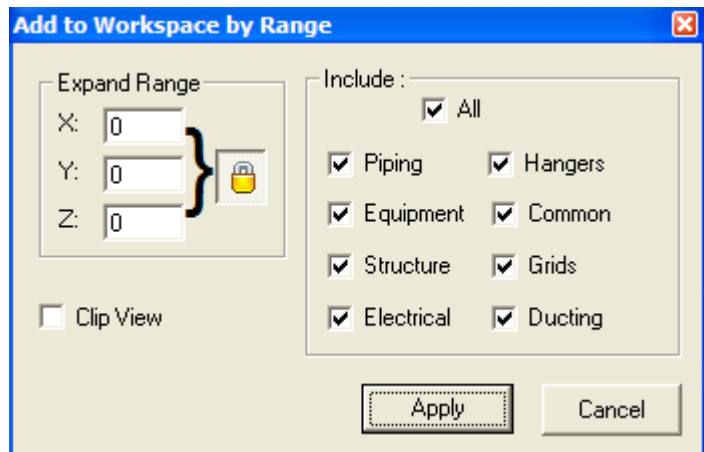 Add to Workspace by Range
Expand Range
X: 0
Y: 0
Z: 0
Clip View
Include :
All
Piping Hangers
Equipment Common
Structure Grids
Electrical Ducting
Apply Cancel